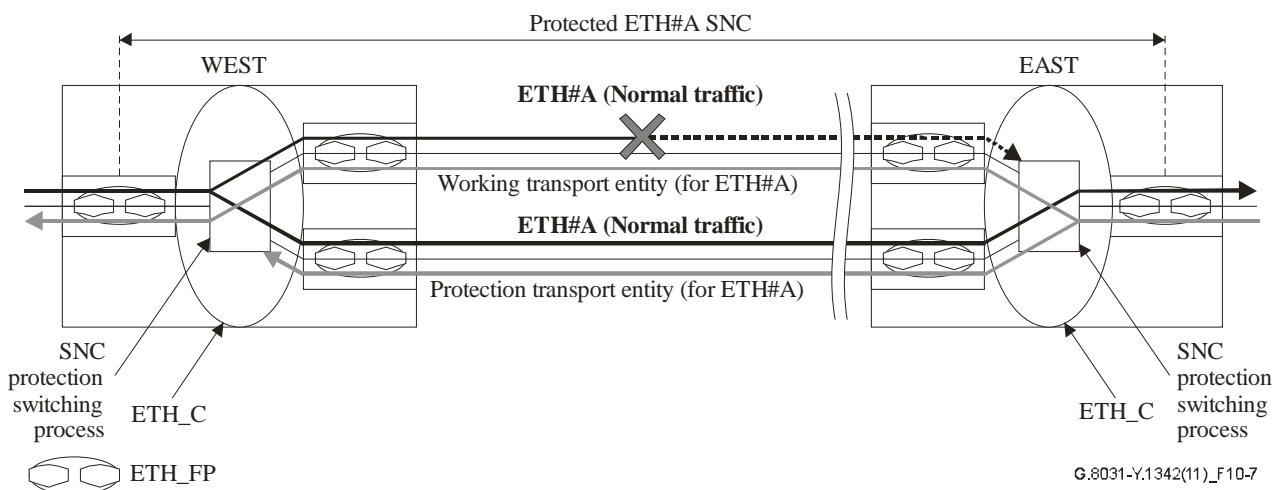 Protected ETH#A SNC
WEST
EAST
ETH#A (Normal traffic)
Working transport entity (for ETH#A)
ETH#A (Normal traffic)
Protection transport entity (for ETH#A)
SNC
protection
switching
process
ETH_C
ETH_C
SNC
protection
switching
process
ETH_FP
G.8031-Y.1342(11)_F10-7